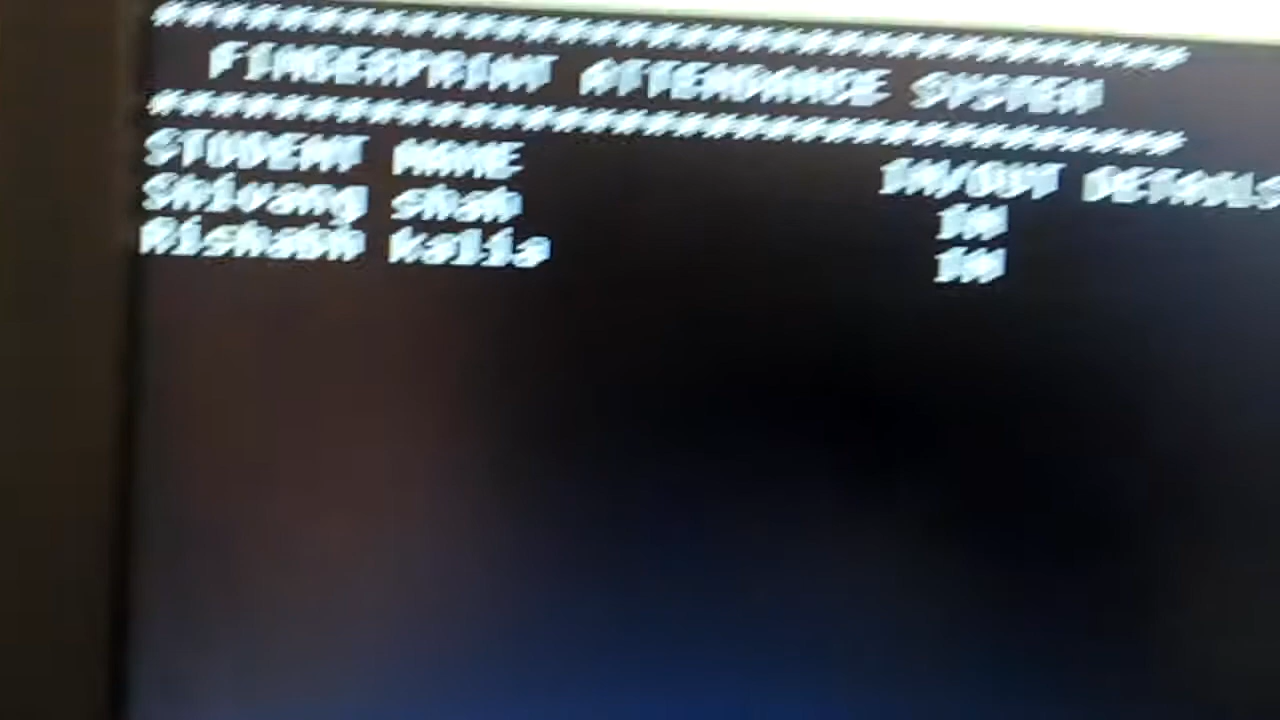 ########################################
FINGERPRINT ATTENDANCE SYSTEM
########################################
STUDENT NAME IN/OUT DETAILS
Shivang shah IN
Rishabh kalia IN